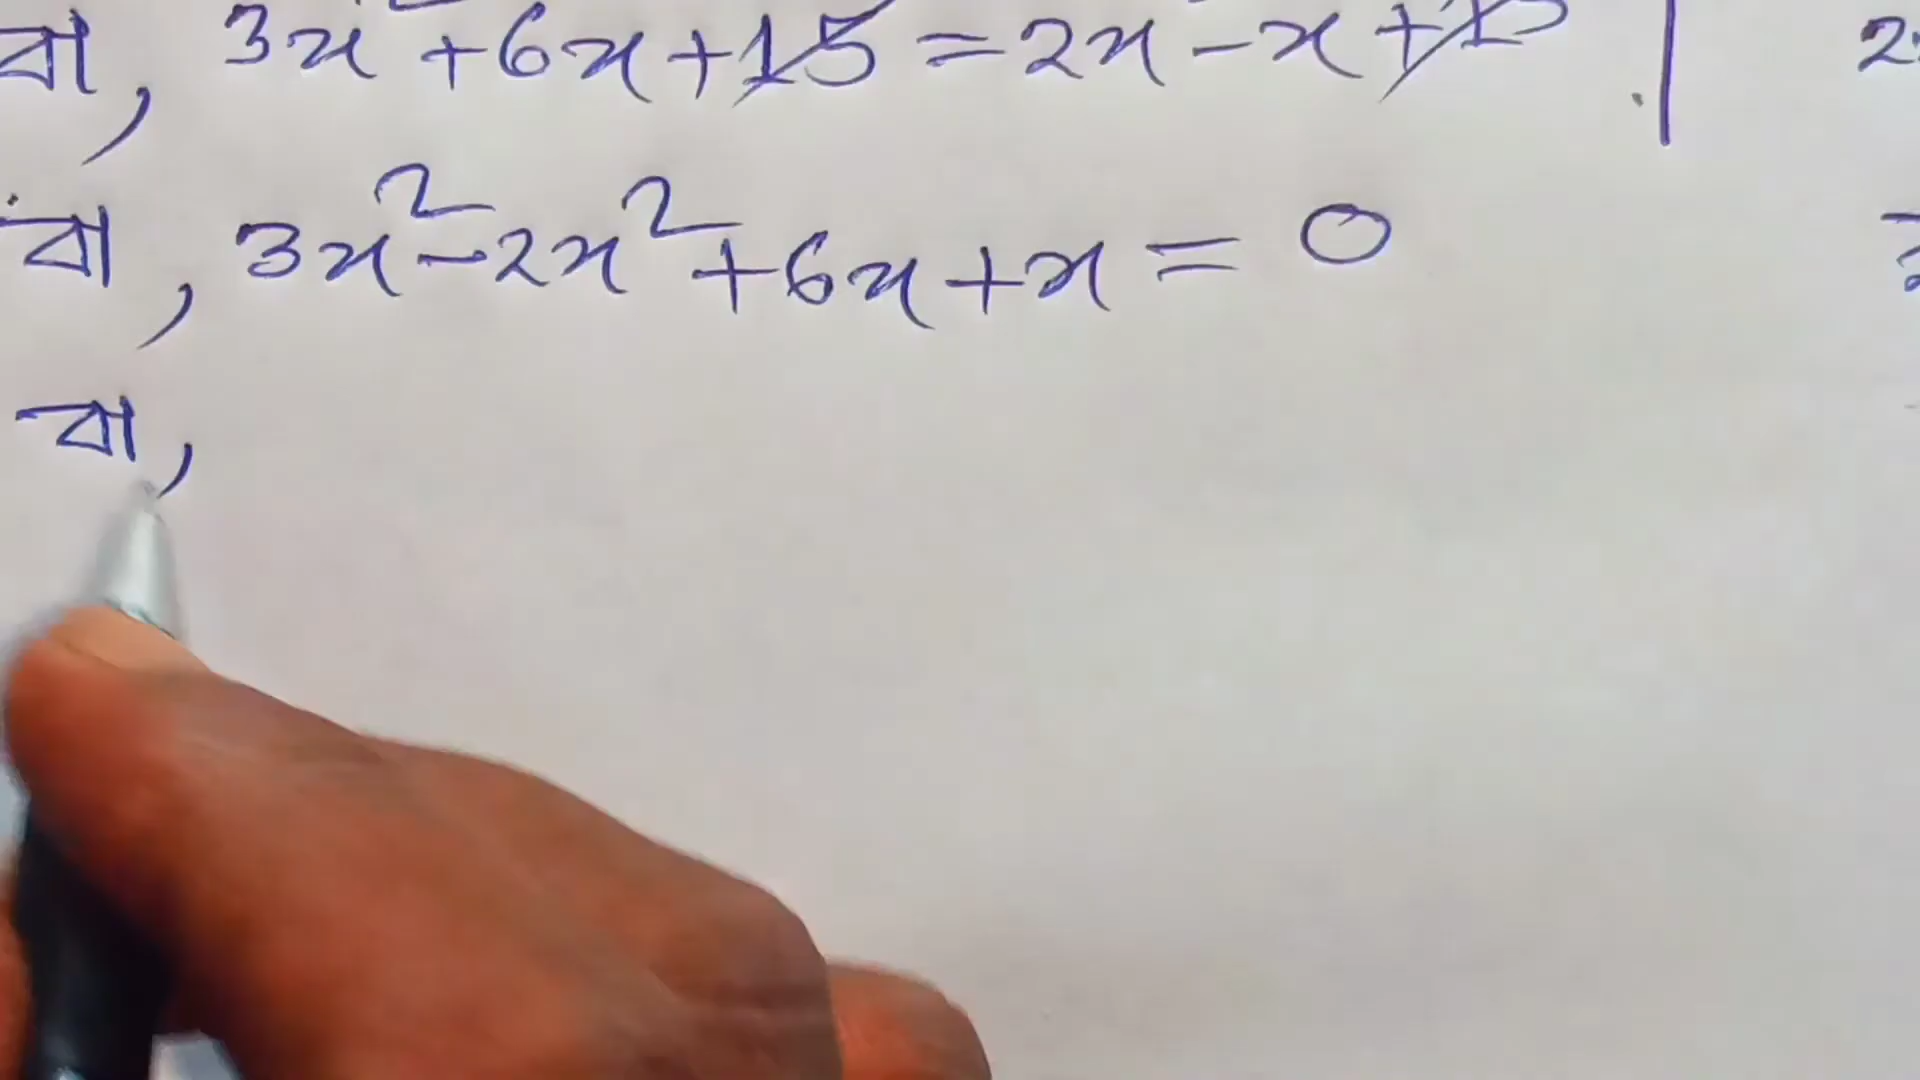 বা, 3x²+6x+15=2x²-x+15
বা, 3x²-2x²+6x+x=0
বা,